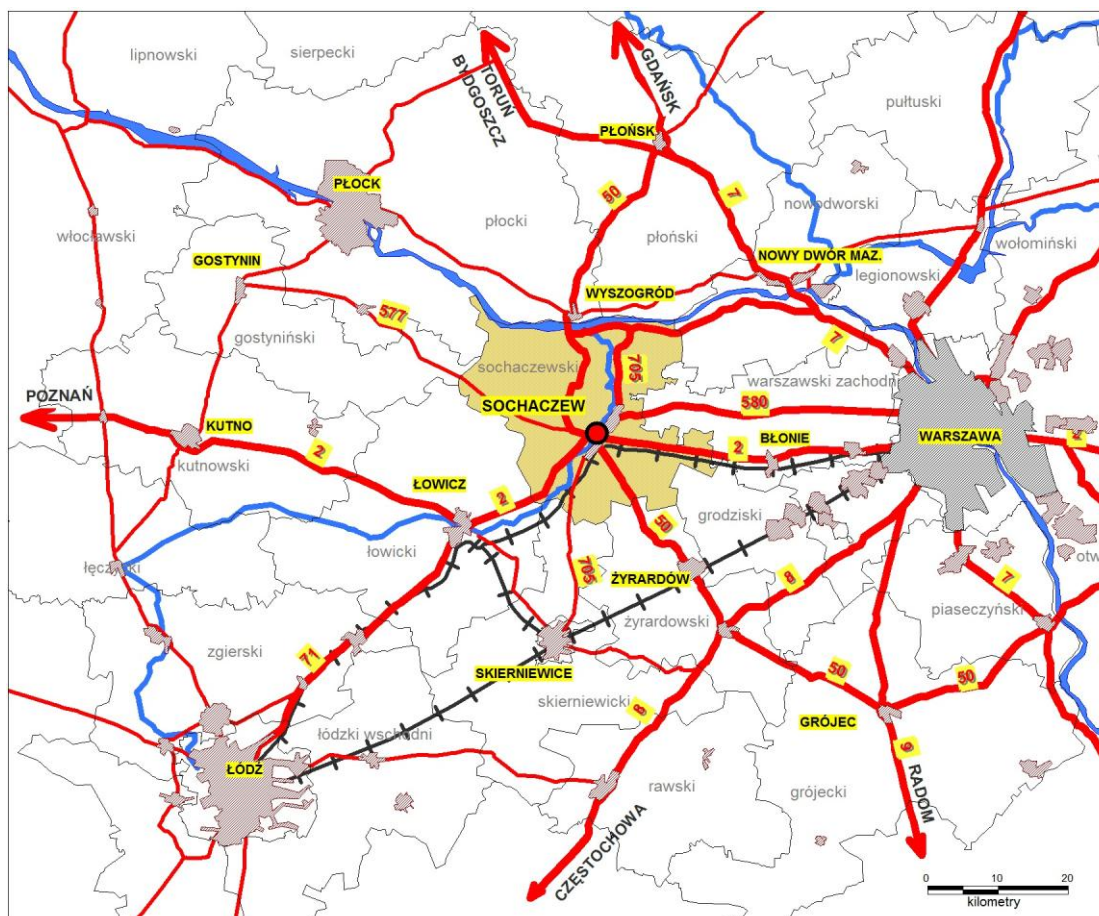 lipnowski
sierpecki
TORUŃ
BYDGOSZCZ
GDAŃSK
pułtuski
PŁOŃSK
PŁOCK
50
7
nowodworski
płocki
płoński
włocławski
wołomiński
GOSTYNIN
NOWY DWÓR MAZ.
legionowski
WYSZOGRÓD
577
gostyniński
7
sochaczewski
705
warszawski zachodni
POZNAŃ
SOCHACZEW
580
KUTNO
BŁONIE
WARSZAWA
2
2
2
kutnowski
ŁOWICZ
2
grodziski
50
łowicki
otw
łęczycki
705
ŻYRARDÓW
8
7
piaseczyński
żyrardowski
zgierski
71
SKIERNIEWICE
50
50
skierniewicki
8
GRÓJEC
łódzki wschodni
ŁÓDŹ
9
RADOM
rawski
grójecki
CZĘSTOCHOWA
0 10 20
kilometry